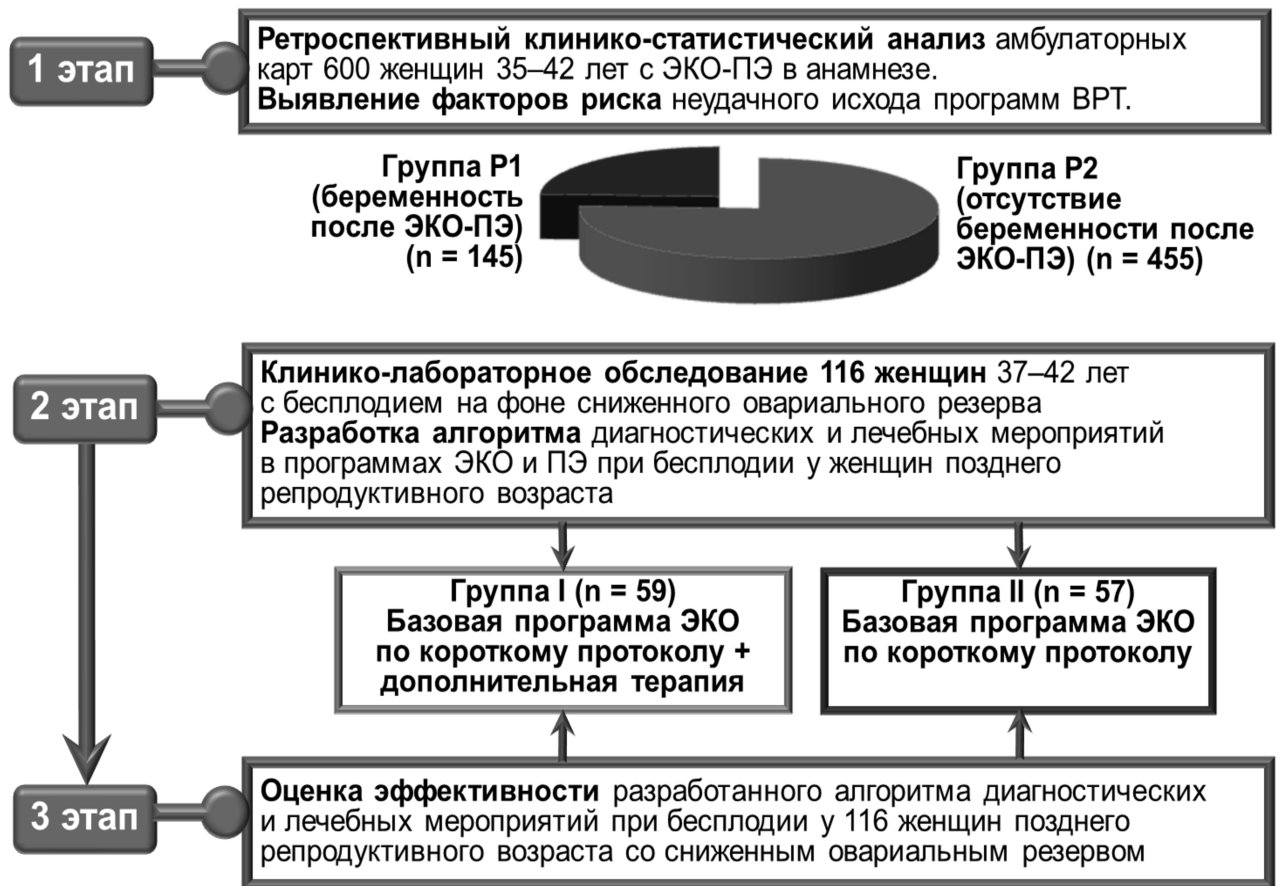 1 этап
Ретроспективный клинико-статистический анализ амбулаторных
карт 600 женщин 35–42 лет с ЭКО-ПЭ в анамнезе.
Выявление факторов риска неудачного исхода программ ВРТ.
Группа Р1
(беременность
после ЭКО-ПЭ)
(n = 145)
Группа Р2
(отсутствие
беременности после
ЭКО-ПЭ) (n = 455)
2 этап
Клинико-лабораторное обследование 116 женщин 37–42 лет
с бесплодием на фоне сниженного овариального резерва
Разработка алгоритма диагностических и лечебных мероприятий
в программах ЭКО и ПЭ при бесплодии у женщин позднего
репродуктивного возраста
Группа I (n = 59)
Базовая программа ЭКО
по короткому протоколу +
дополнительная терапия
Группа II (n = 57)
Базовая программа ЭКО
по короткому протоколу
3 этап
Оценка эффективности разработанного алгоритма диагностических
и лечебных мероприятий при бесплодии у 116 женщин позднего
репродуктивного возраста со сниженным овариальным резервом